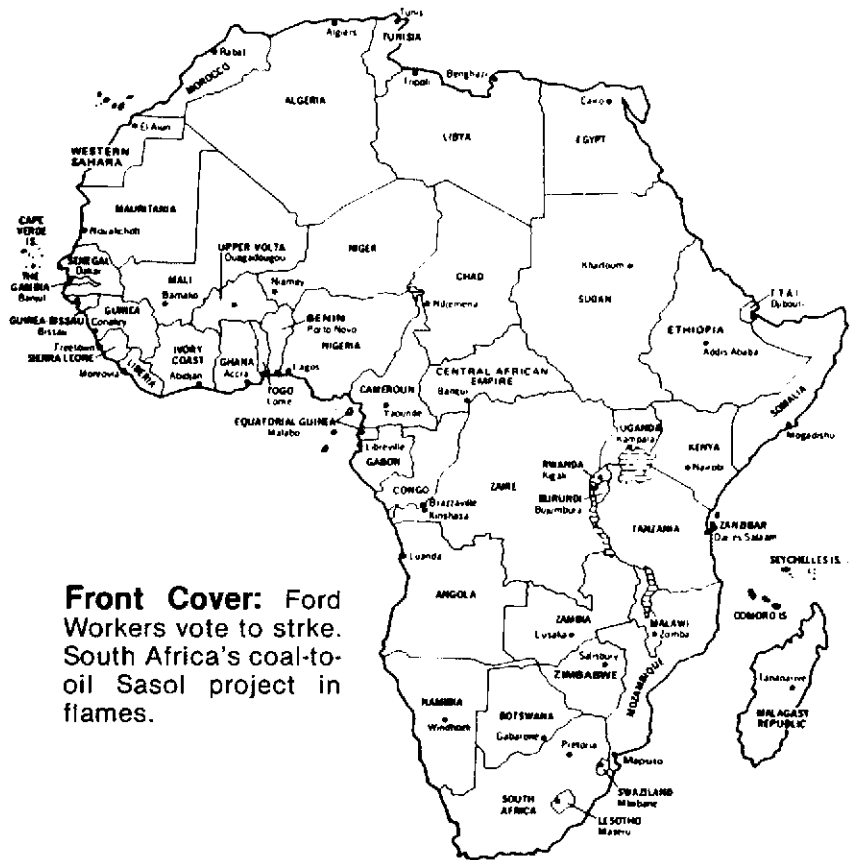 Tunis
Algiers
TUNISIA
Rabat
MOROCCO
Tripoli
Benghazi
Cairo
ALGERIA
LIBYA
EGYPT
El Aiun
WESTERN
SAHARA
MAURITANIA
Nouakchott
CAPE
VERDE
IS.
UPPER VOLTA
Ouagadougou
NIGER
SENEGAL
Dakar
MALI
Bamako
Niamey
CHAD
Khartoum
SUDAN
THE
GAMBIA
Banjul
Ndjemena
F T A I
Djibouti
GUINEA
Conakry
GUINEA-BISSAU
Bissau
BENIN
Porto Novo
NIGERIA
ETHIOPIA
Addis Ababa
Freetown
SIERRA LEONE
IVORY
COAST
Abidjan
GHANA
Accra
Lagos
CENTRAL AFRICAN
EMPIRE
Bangui
Monrovia
LIBERIA
TOGO
Lome
CAMEROUN
Yaounde
SOMALIA
EQUATORIAL GUINEA
Malabo
UGANDA
Kampala
Mogadishu
Libreville
GABON
KENYA
Nairobi
RWANDA
Kigali
ZAIRE
CONGO
BURUNDI
Bujumbura
Brazzaville
Kinshasa
TANZANIA
ZANZIBAR
Dar es Salaam
Luanda
SEYCHELLES IS.
ANGOLA
COMORO IS
ZAMBIA
Lusaka
MALAWI
Zomba
Salisbury
ZIMBABWE
MOZAMBIQUE
MALAGASY
REPUBLIC
NAMIBIA
Windhoek
BOTSWANA
Gabarone
Pretoria
Maputo
SWAZILAND
Mbabane
SOUTH
AFRICA
LESOTHO
Maseru
Front Cover: Ford
Workers vote to strke.
South Africa's coal-to-
oil Sasol project in
flames.